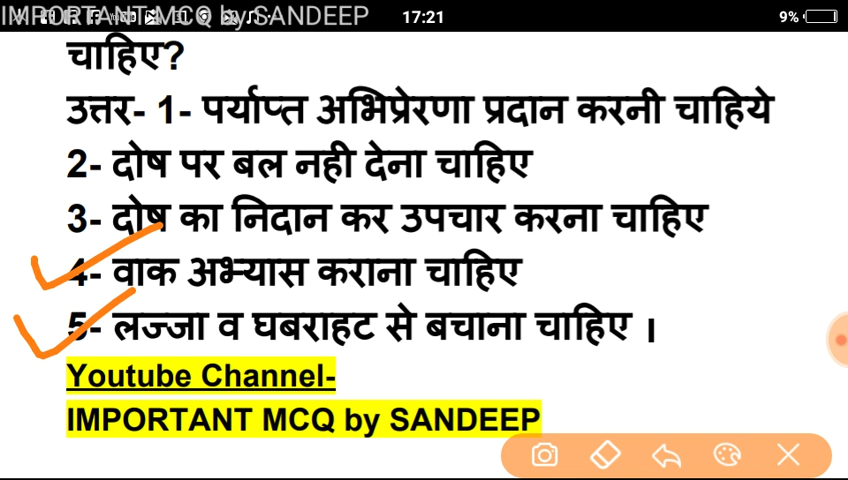 IMPORTANT MCQ by SANDEEP 17:21 9%
चाहिए?
उत्तर- 1- पर्याप्त अभिप्रेरणा प्रदान करनी चाहिये
2- दोष पर बल नही देना चाहिए
3- दोष का निदान कर उपचार करना चाहिए
4- वाक अभ्यास कराना चाहिए
5- लज्जा व घबराहट से बचाना चाहिए ।
Youtube Channel-
IMPORTANT MCQ by SANDEEP